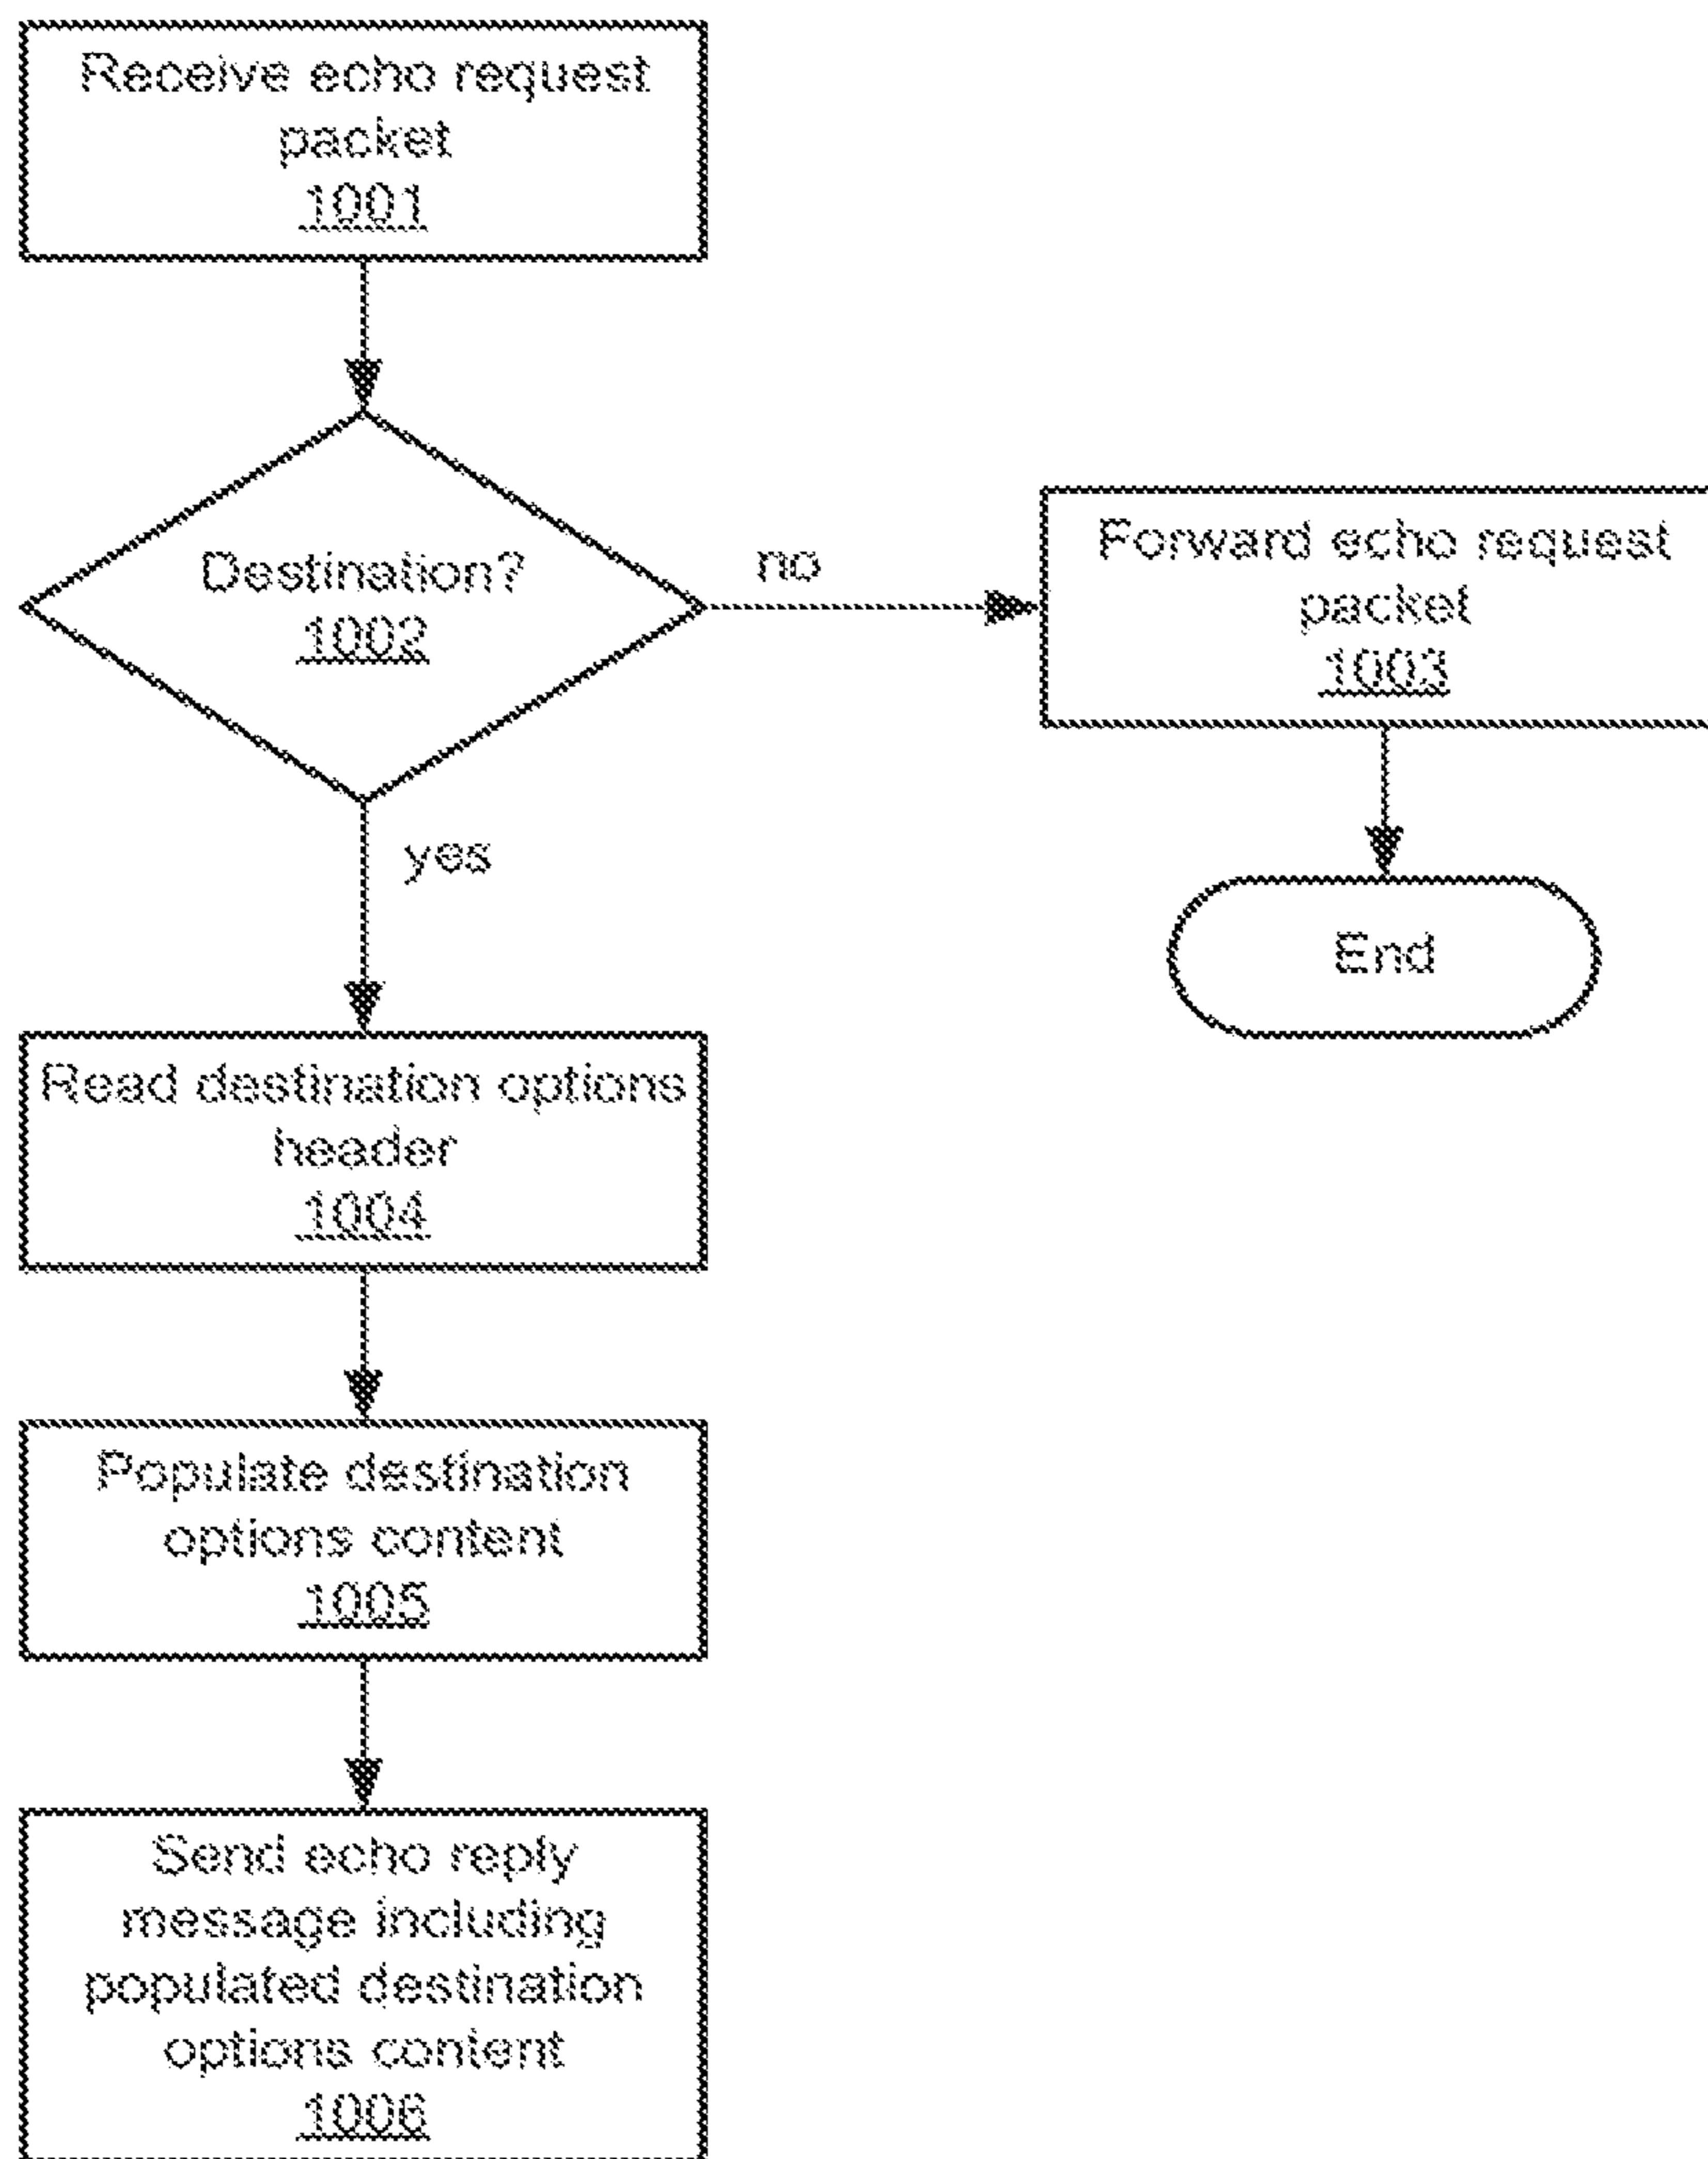 Receive echo request
packet
1001
Destination?
1002
no
Forward echo request
packet
1003
yes
End
Read destination options
header
1004
Populate destination
options content
1005
Send echo reply
message including
populated destination
options content
1006